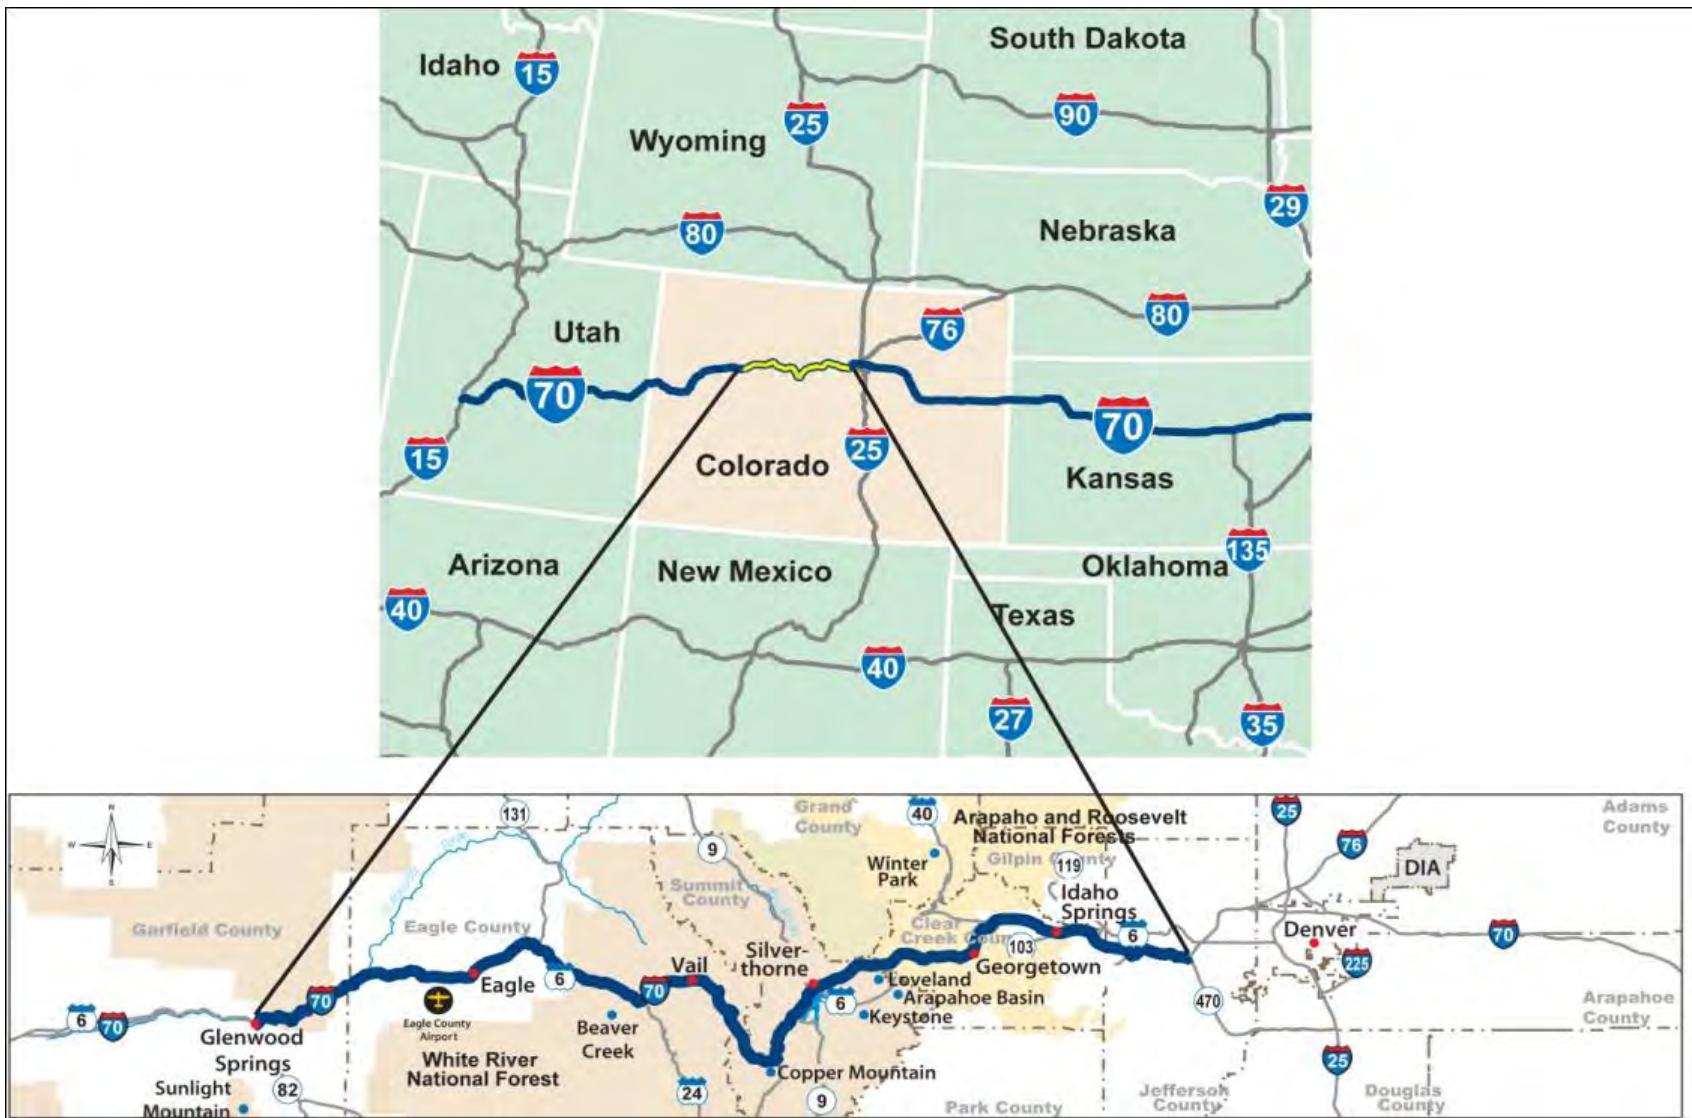 South Dakota
Idaho
15
90
25
Wyoming
29
80
Nebraska
80
76
Utah
70
70
15
25
Colorado
Kansas
135
Arizona
New Mexico
Oklahoma
40
Texas
40
27
35
N
W
E
S
131
Grand
County
40
Arapaho and Roosevelt
National Forests
Gilpin County
25
Adams
County
9
76
Winter
Park
119
DIA
Summit
County
Idaho
Springs
Garfield County
Eagle County
Clear
Creek
103
6
Denver
70
225
Silver-
thorne
Vail
Georgetown
Eagle
6
70
Loveland
Arapahoe Basin
6
Keystone
470
Arapahoe
County
70
6
70
Eagle County
Airport
Glenwood
Springs
Beaver
Creek
White River
National Forest
Copper Mountain
25
Sunlight
Mountain
82
24
9
Park County
Jefferson
County
Douglas
County